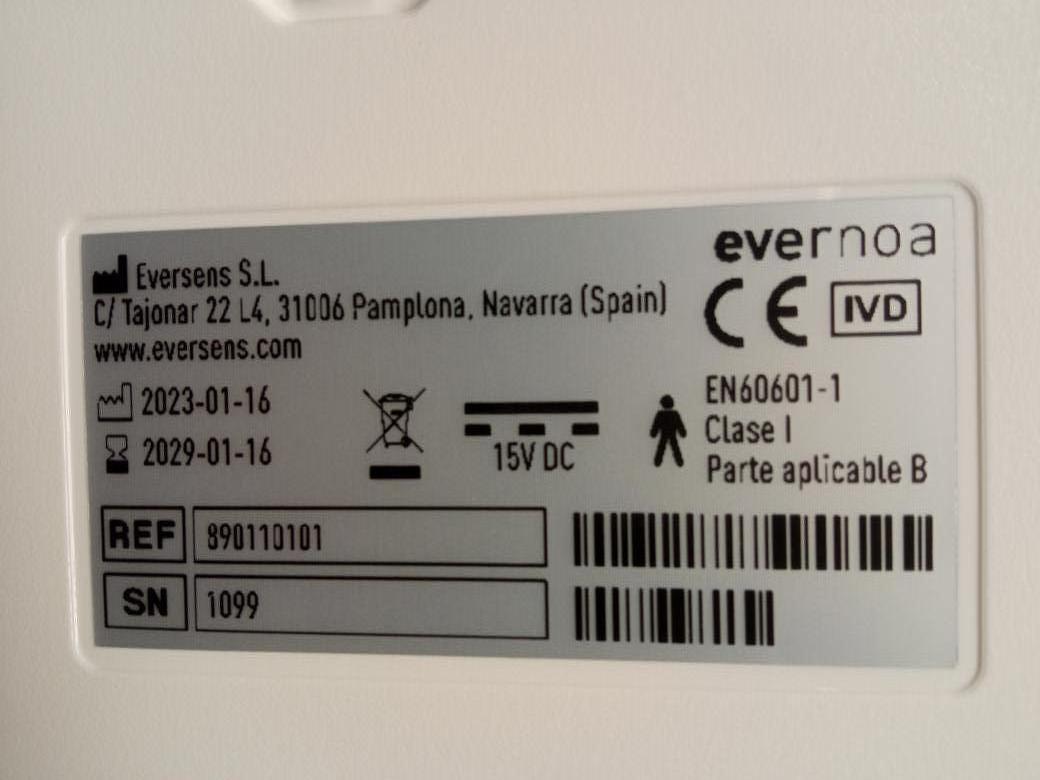 evernoa
Eversens S.L.
C/ Tajonar 22 L4, 31006 Pamplona, Navarra (Spain)
www.eversens.com
CE IVD
2023-01-16
2029-01-16
15V DC
EN60601-1
Clase I
Parte aplicable B
REF 890110101
SN 1099